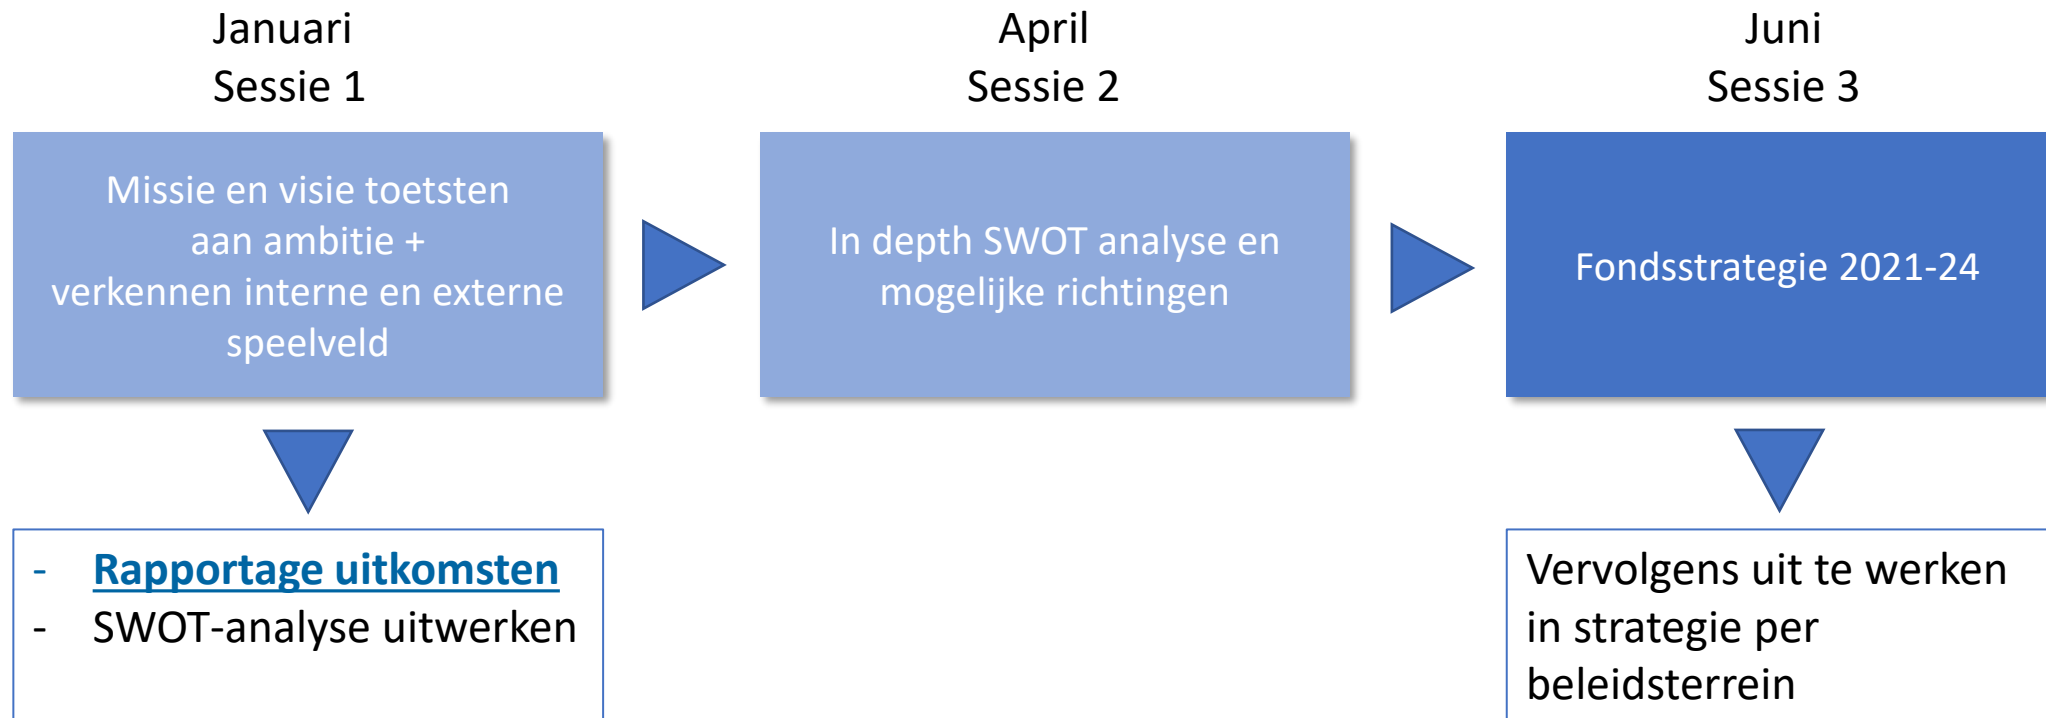 Januari
Sessie 1
Missie en visie toetsten
aan ambitie +
verkennen interne en externe
speelveld
- Rapportage uitkomsten
- SWOT-analyse uitwerken
April
Sessie 2
In depth SWOT analyse en
mogelijke richtingen
Juni
Sessie 3
Fondsstrategie 2021-24
Vervolgens uit te werken
in strategie per
beleidsterrein